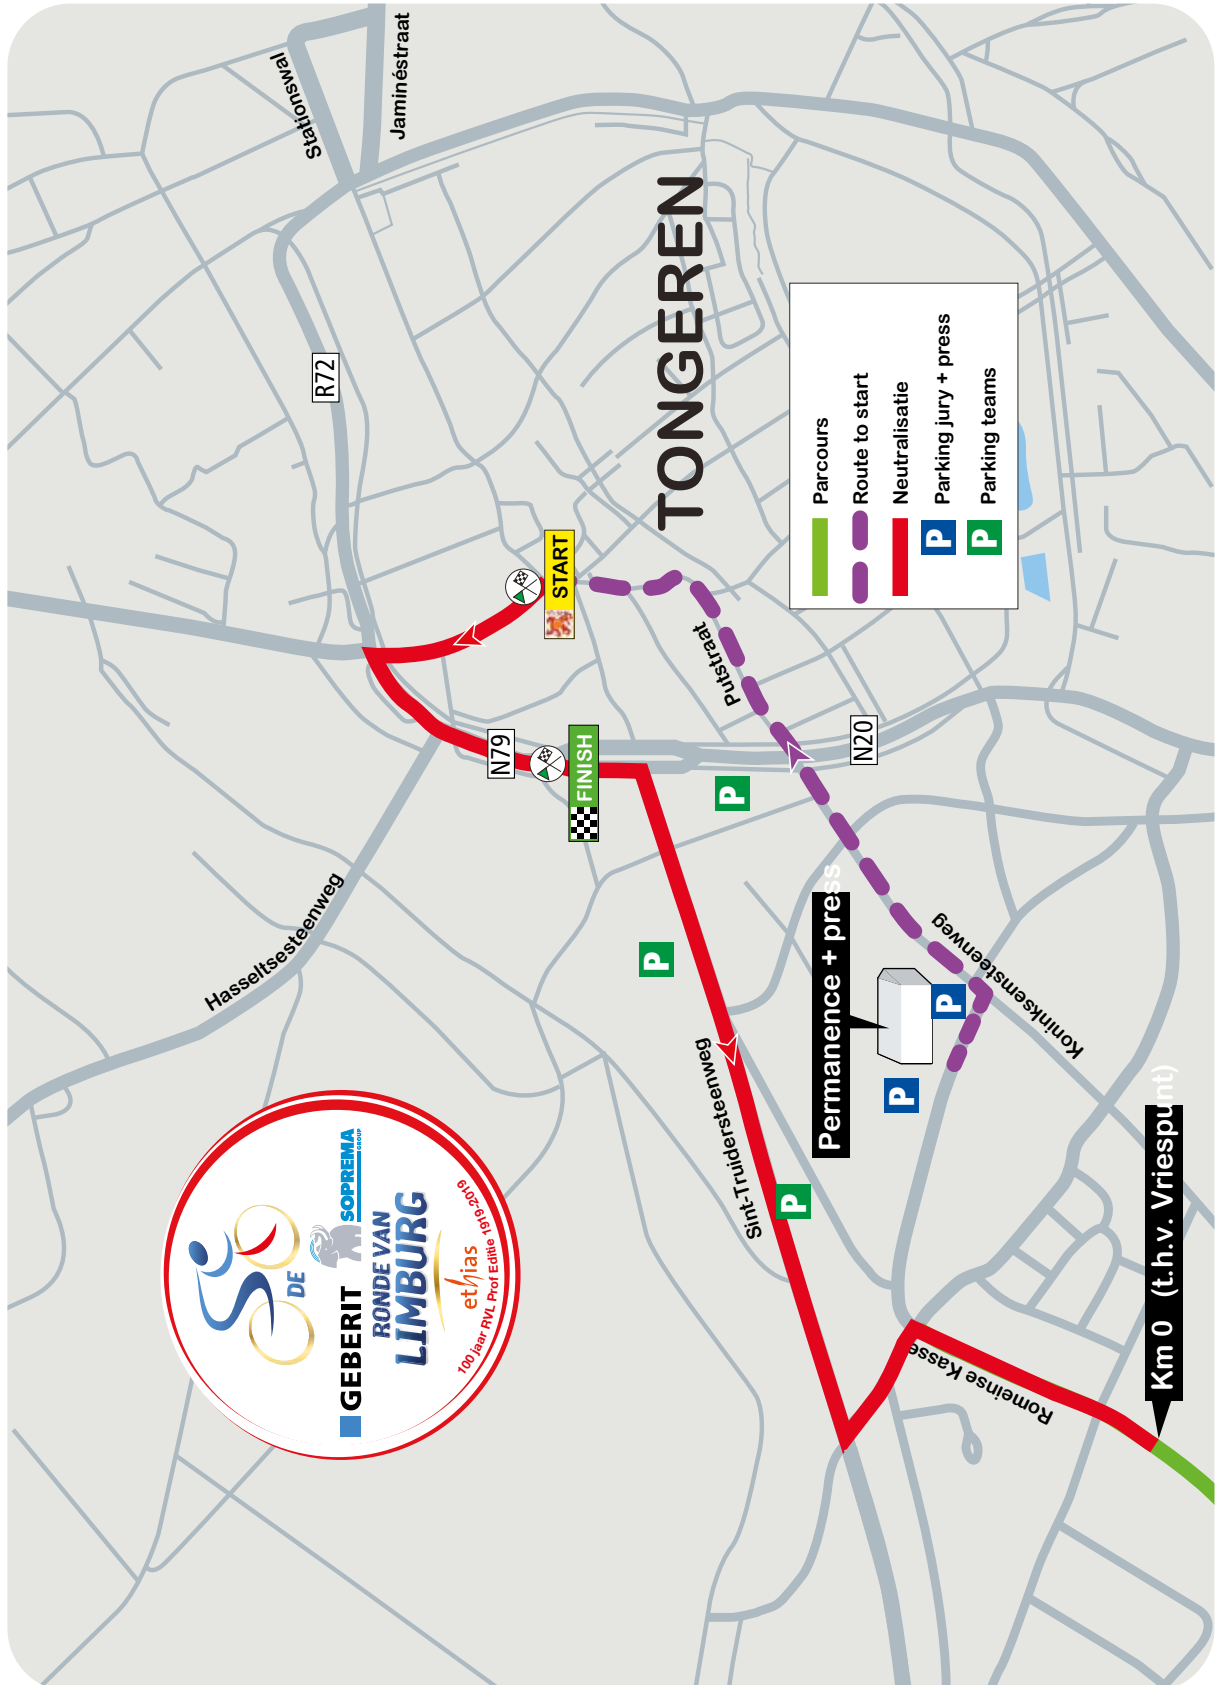 Stationswal
Jaminéstraat
R72
TONGEREN
START
N79
FINISH
Putstraat
N20
Hasseltsesteenweg
Koninksemsteenweg
Permanence + press
Sint-Truidersteenweg
Romeinse Kasse
Km 0 (t.h.v. Vriespunt)
P
P
P
P
P
Parcours
Route to start
Neutralisatie
P Parking jury + press
P Parking teams
DE
GEBERIT
SOPREMA
GROUP
RONDE VAN
LIMBURG
ethias
100 jaar RVL Prof Editie 1919-2019